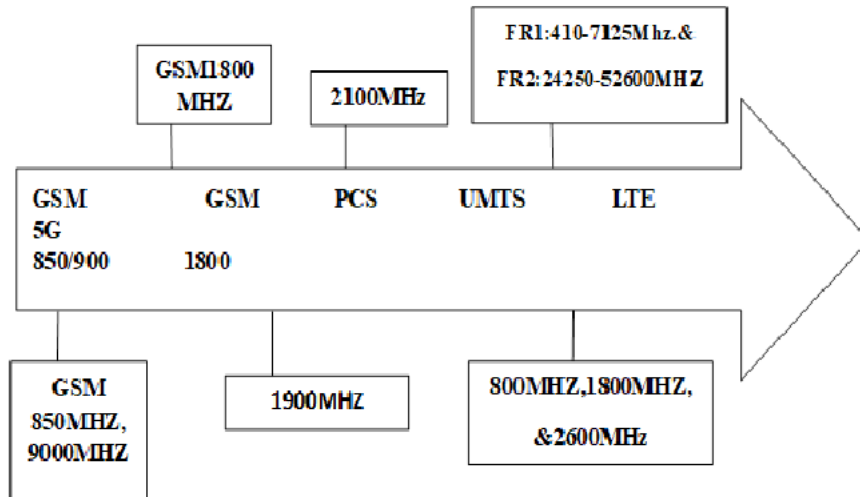 GSM1800
MHZ
2100MHz
FR1:410-7125Mhz.&
FR2:24250-52600MHZ
GSM GSM PCS UMTS LTE
5G
850/900 1800
GSM
850MHZ,
9000MHZ
1900MHZ
800MHZ,1800MHZ,
&2600MHz